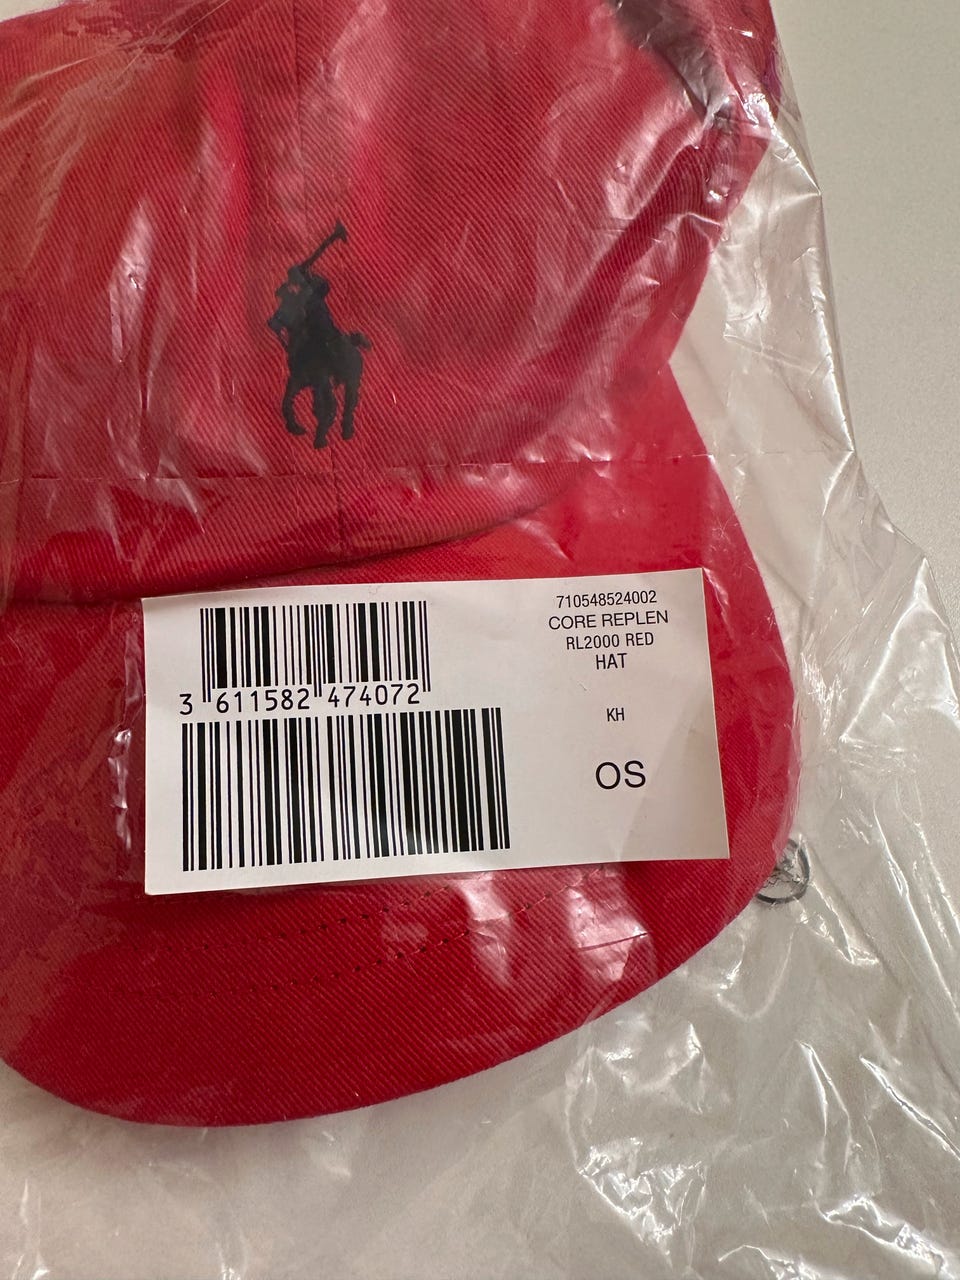 3 611582 474072
710548524002
CORE REPLEN
RL2000 RED
HAT
KH
OS